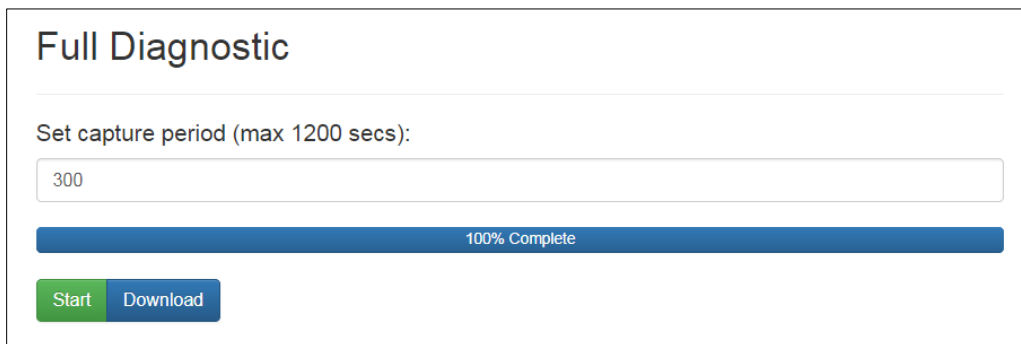 Full Diagnostic
Set capture period (max 1200 secs):
300
100% Complete
Start Download